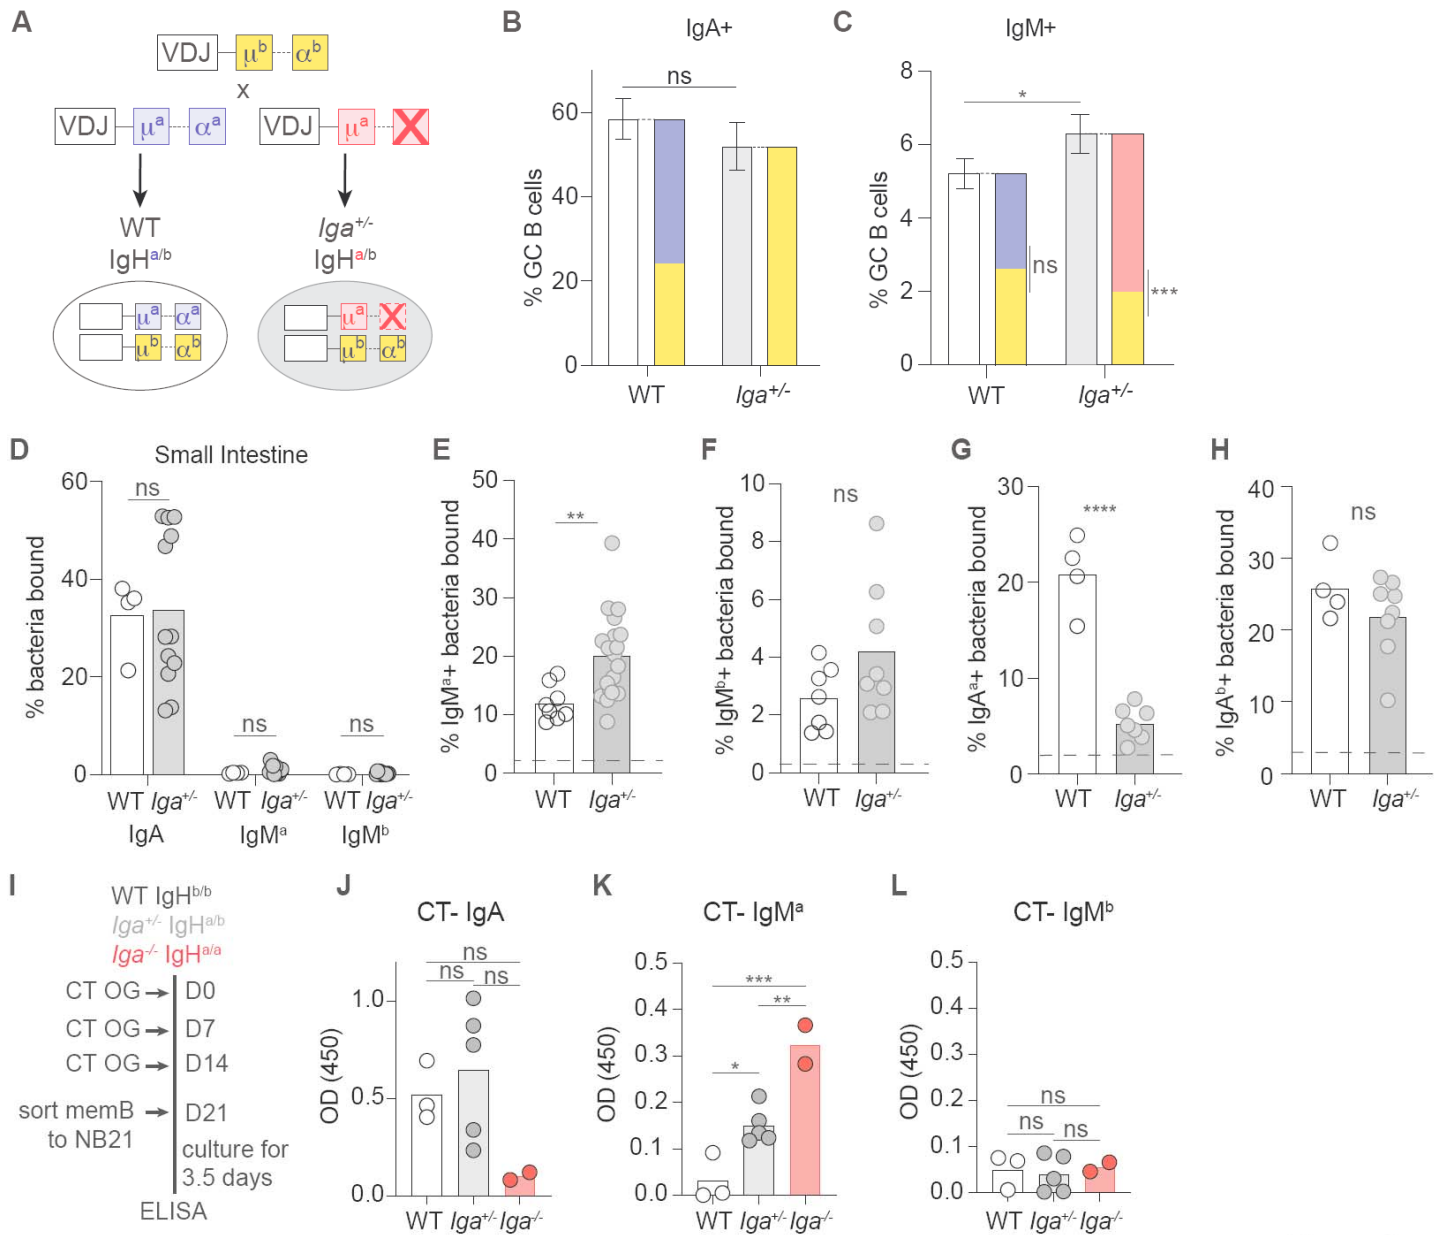 A
VDJ μb αb
x
VDJ μa αa VDJ μa X
WT Iga+/-
IgHa/b IgHa/b
μa αa μa X
μb αb μb αb
B
IgA+
% GC B cells
60
40
20
0
ns
WT Iga+/-
C
IgM+
% GC B cells
8
6
4
2
0
*
ns
***
WT Iga+/-
D
Small Intestine
% bacteria bound
60
40
20
0
ns
ns
ns
WT Iga+/- WT Iga+/- WT Iga+/-
IgA IgMa IgMb
E
% IgMa+ bacteria bound
50
40
30
20
10
0
**
WT Iga+/-
F
% IgMb+ bacteria bound
10
8
6
4
2
0
ns
WT Iga+/-
G
% IgAa+ bacteria bound
30
20
10
0
****
WT Iga+/-
H
% IgAb+ bacteria bound
40
30
20
10
0
ns
WT Iga+/-
I
WT IgHb/b
Iga+/- IgHa/b
Iga-/- IgHa/a
CT OG D0
CT OG D7
CT OG D14
sort memB D21
to NB21
culture for
3.5 days
ELISA
J
CT- IgA
OD (450)
1.0
0.5
0.0
ns
ns ns
WT Iga+/- Iga-/-
K
CT- IgMa
OD (450)
0.5
0.4
0.3
0.2
0.1
0.0
***
**
*
WT Iga+/- Iga-/-
L
CT- IgMb
OD (450)
0.5
0.4
0.3
0.2
0.1
0.0
ns
ns ns
WT Iga+/- Iga-/-